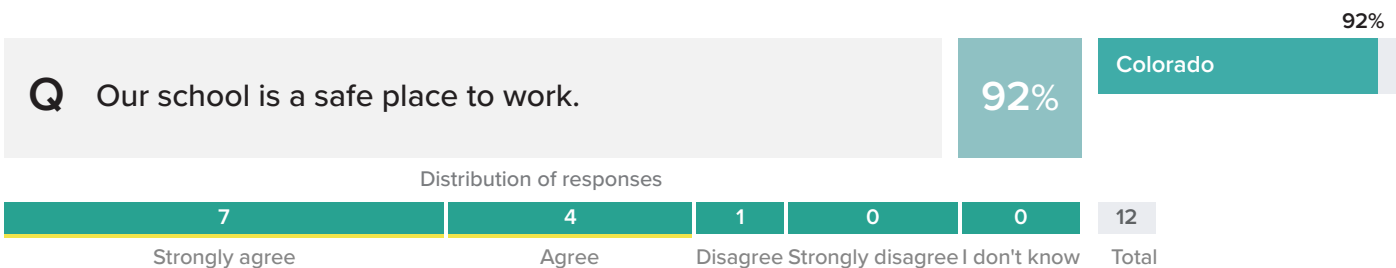 92%
Q Our school is a safe place to work.
92%
Colorado
Distribution of responses
7 4 1 0 0 12
Strongly agree Agree Disagree Strongly disagree I don't know Total